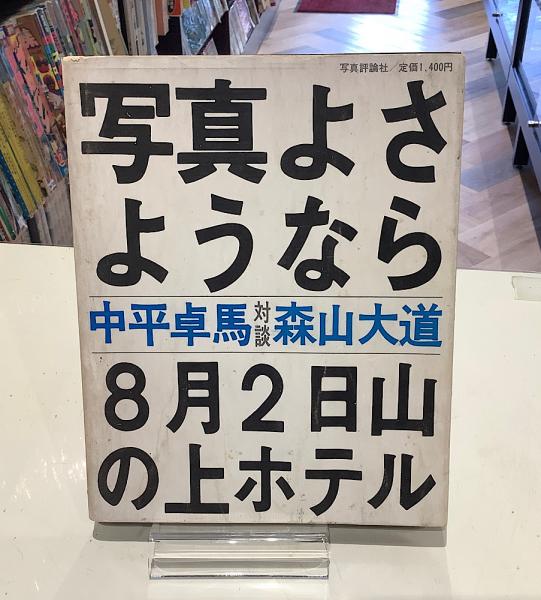 写真評論社／定価1,400円
写真よさ
ようなら
中平卓馬 対談 森山大道
8月2日山
の上ホテル